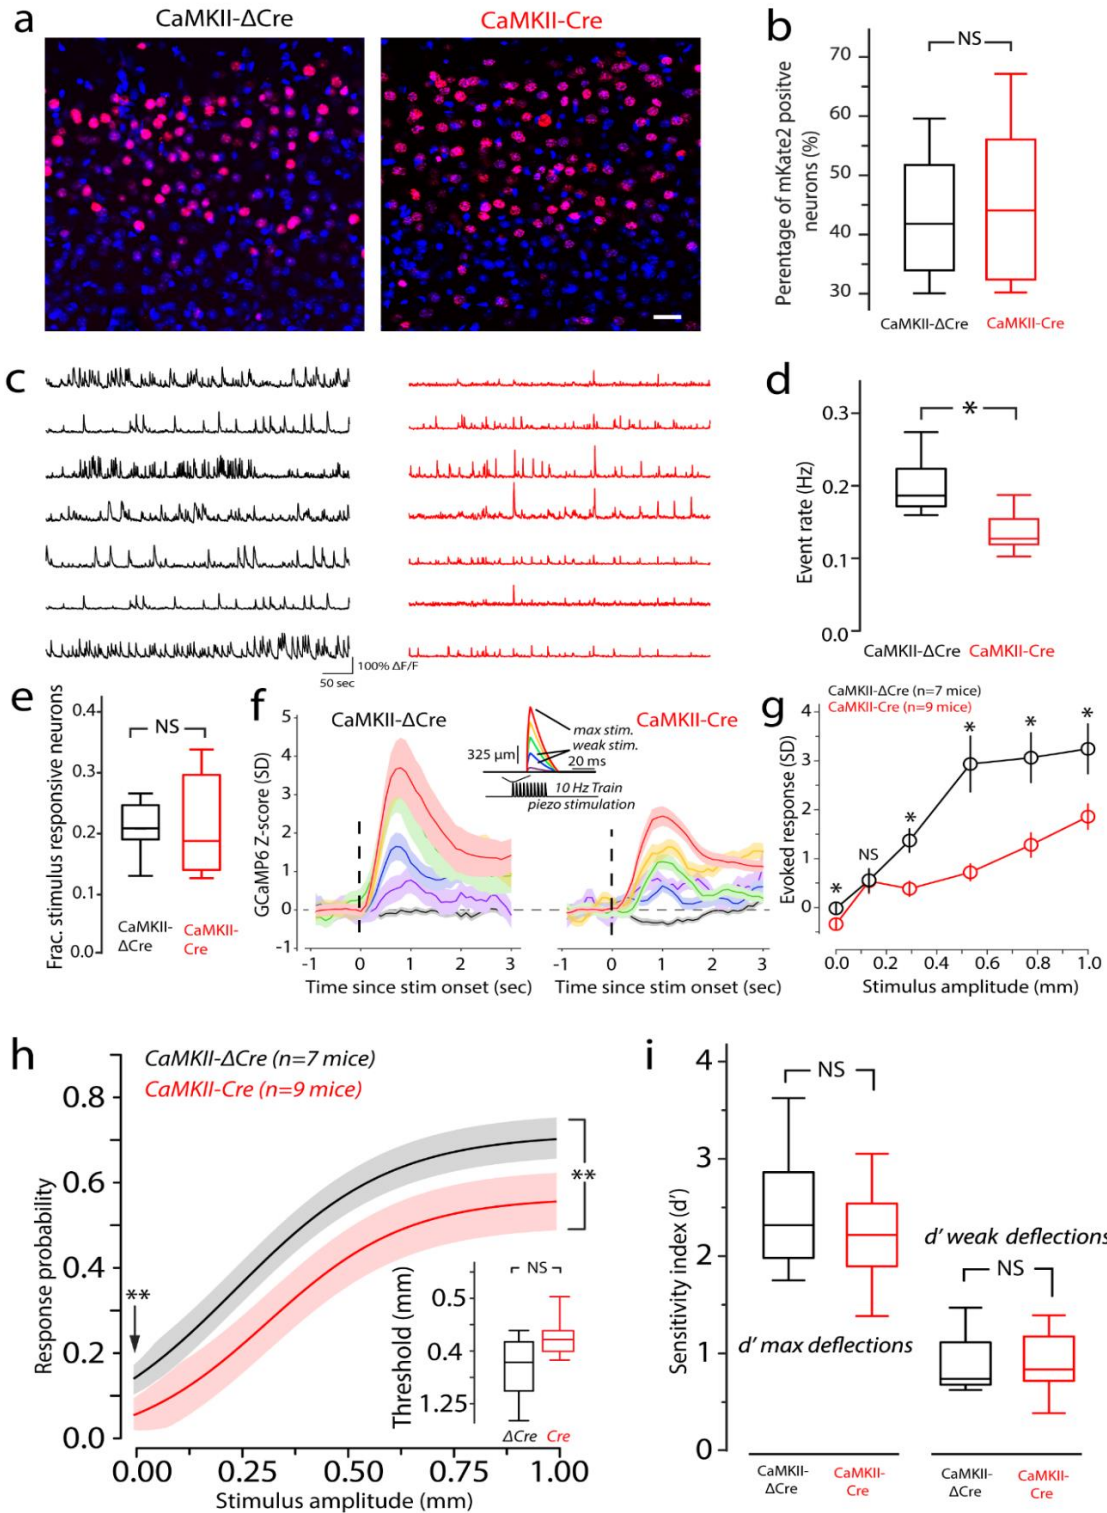 a
CaMKII-ΔCre
CaMKII-Cre
b
NS
70
60
50
40
30
Perentage of mKate2 positve
neurons (%)
CaMKII-ΔCre
CaMKII-Cre
c
100% ΔF/F
50 sec
d
*
0.3
0.2
0.1
0.0
Event rate (Hz)
CaMKII-ΔCre
CaMKII-Cre
e
NS
0.4
0.3
0.2
0.1
0.0
Frac. stimulus responsive neurons
CaMKII-
ΔCre
CaMKII-
Cre
f
CaMKII-ΔCre
CaMKII-Cre
max stim.
weak stim.
325 µm
20 ms
10 Hz Train
piezo stimulation
5
4
3
2
1
0
-1
GCaMP6 Z-score (SD)
-1 0 1 2 3
Time since stim onset (sec)
-1 0 1 2 3
Time since stim onset (sec)
g
CaMKII-ΔCre (n=7 mice)
CaMKII-Cre (n=9 mice)
4
3
2
1
0
Evoked response (SD)
* NS * * * *
0.0 0.2 0.4 0.6 0.8 1.0
Stimulus amplitude (mm)
h
CaMKII-ΔCre (n=7 mice)
CaMKII-Cre (n=9 mice)
0.8
0.6
0.4
0.2
0.0
Response probability
**
**
NS
0.5
0.4
1.25
Threshold (mm)
ΔCre Cre
0.00 0.25 0.50 0.75 1.00
Stimulus amplitude (mm)
i
4
3
2
1
0
Sensitivity index (d')
NS
d' max deflections
d' weak deflections
NS
CaMKII-
ΔCre
CaMKII-
Cre
CaMKII-
ΔCre
CaMKII-
Cre